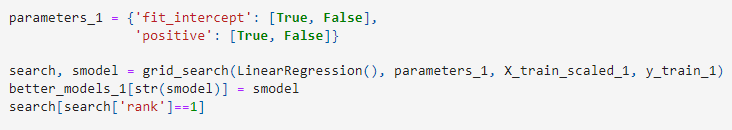 parameters_1 = {'fit_intercept': [True, False],
                'positive': [True, False]}

search, smodel = grid_search(LinearRegression(), parameters_1, X_train_scaled_1, y_train_1)
better_models_1[str(smodel)] = smodel
search[search['rank']==1]